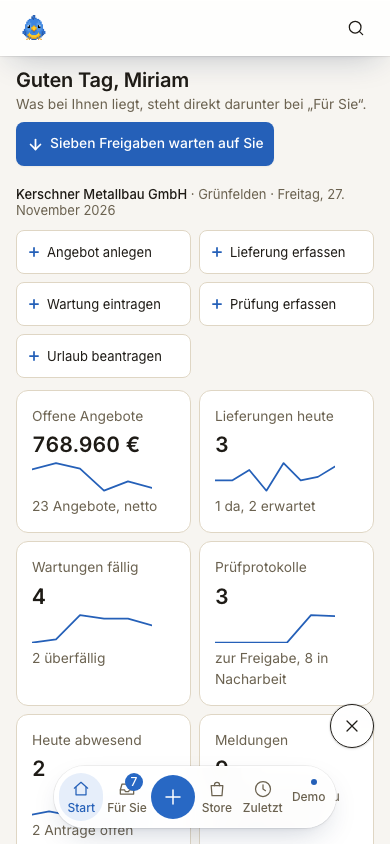 Guten Tag, Miriam
Was bei Ihnen liegt, steht direkt darunter bei „Für Sie“.
Sieben Freigaben warten auf Sie
Kerschner Metallbau GmbH · Grünfelden · Freitag, 27.
November 2026
Angebot anlegen
Lieferung erfassen
Wartung eintragen
Prüfung erfassen
Urlaub beantragen
Offene Angebote
768.960 €
23 Angebote, netto
Lieferungen heute
3
1 da, 2 erwartet
Wartungen fällig
4
2 überfällig
Prüfprotokolle
3
zur Freigabe, 8 in
Nacharbeit
Heute abwesend
2
2 Anträge offen
Meldungen
7
Start
Für Sie
Store
Zuletzt
Demo